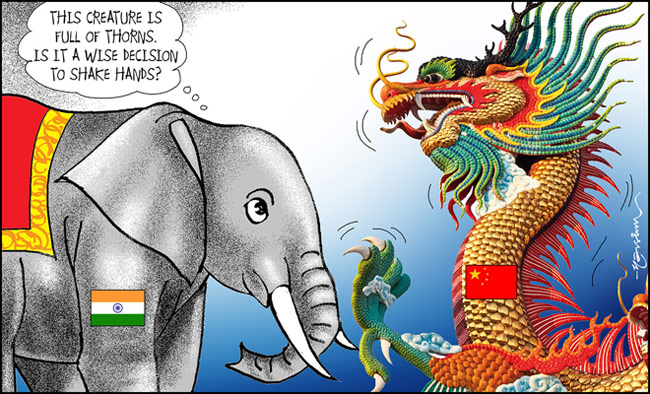 THIS CREATURE IS
FULL OF THORNS.
IS IT A WISE DECISION
TO SHAKE HANDS?